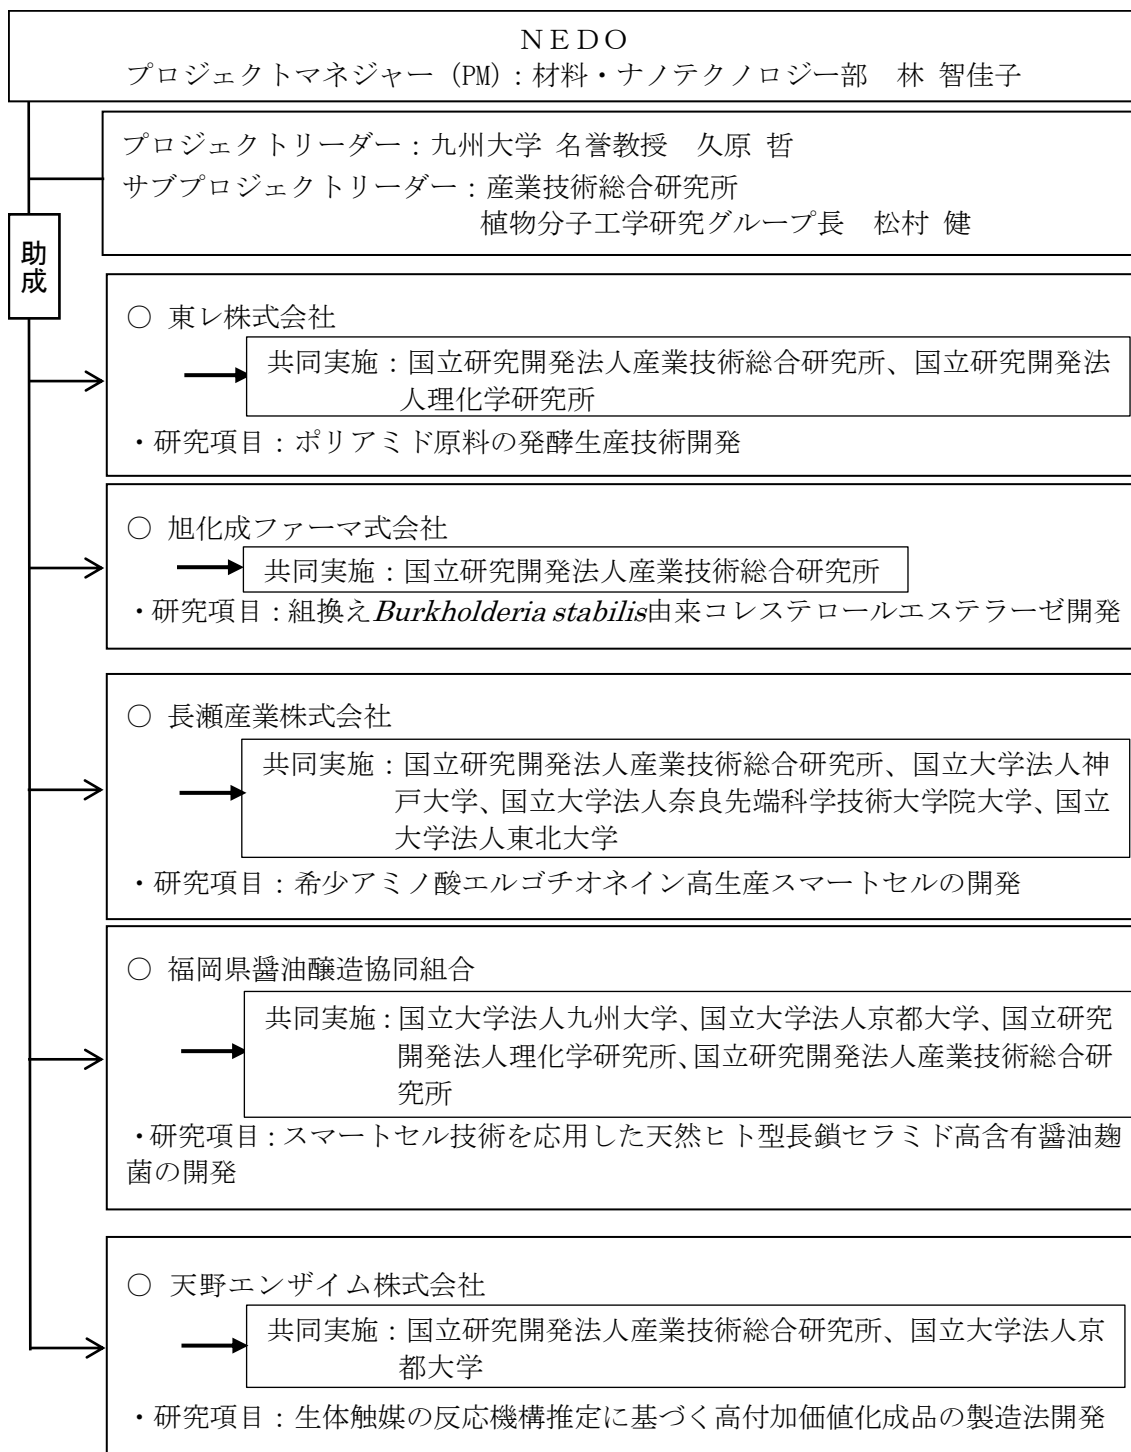 NEDO
プロジェクトマネジャー (PM)：材料・ナノテクノロジー部　林 智佳子
プロジェクトリーダー：九州大学 名誉教授　久原 哲
サブプロジェクトリーダー：産業技術総合研究所
植物分子工学研究グループ長　松村 健
助成
○ 東レ株式会社
共同実施：国立研究開発法人産業技術総合研究所、国立研究開発法
人理化学研究所
・研究項目：ポリアミド原料の発酵生産技術開発
○ 旭化成ファーマ式会社
共同実施：国立研究開発法人産業技術総合研究所
・研究項目：組換えBurkholderia stabilis由来コレステロールエステラーゼ開発
○ 長瀬産業株式会社
共同実施：国立研究開発法人産業技術総合研究所、国立大学法人神
戸大学、国立大学法人奈良先端科学技術大学院大学、国立
大学法人東北大学
・研究項目：希少アミノ酸エルゴチオネイン高生産スマートセルの開発
○ 福岡県醤油醸造協同組合
共同実施：国立大学法人九州大学、国立大学法人京都大学、国立研究
開発法人理化学研究所、国立研究開発法人産業技術総合研
究所
・研究項目：スマートセル技術を応用した天然ヒト型長鎖セラミド高含有醤油麹
菌の開発
○ 天野エンザイム株式会社
共同実施：国立研究開発法人産業技術総合研究所、国立大学法人京
都大学
・研究項目：生体触媒の反応機構推定に基づく高付加価値化成品の製造法開発